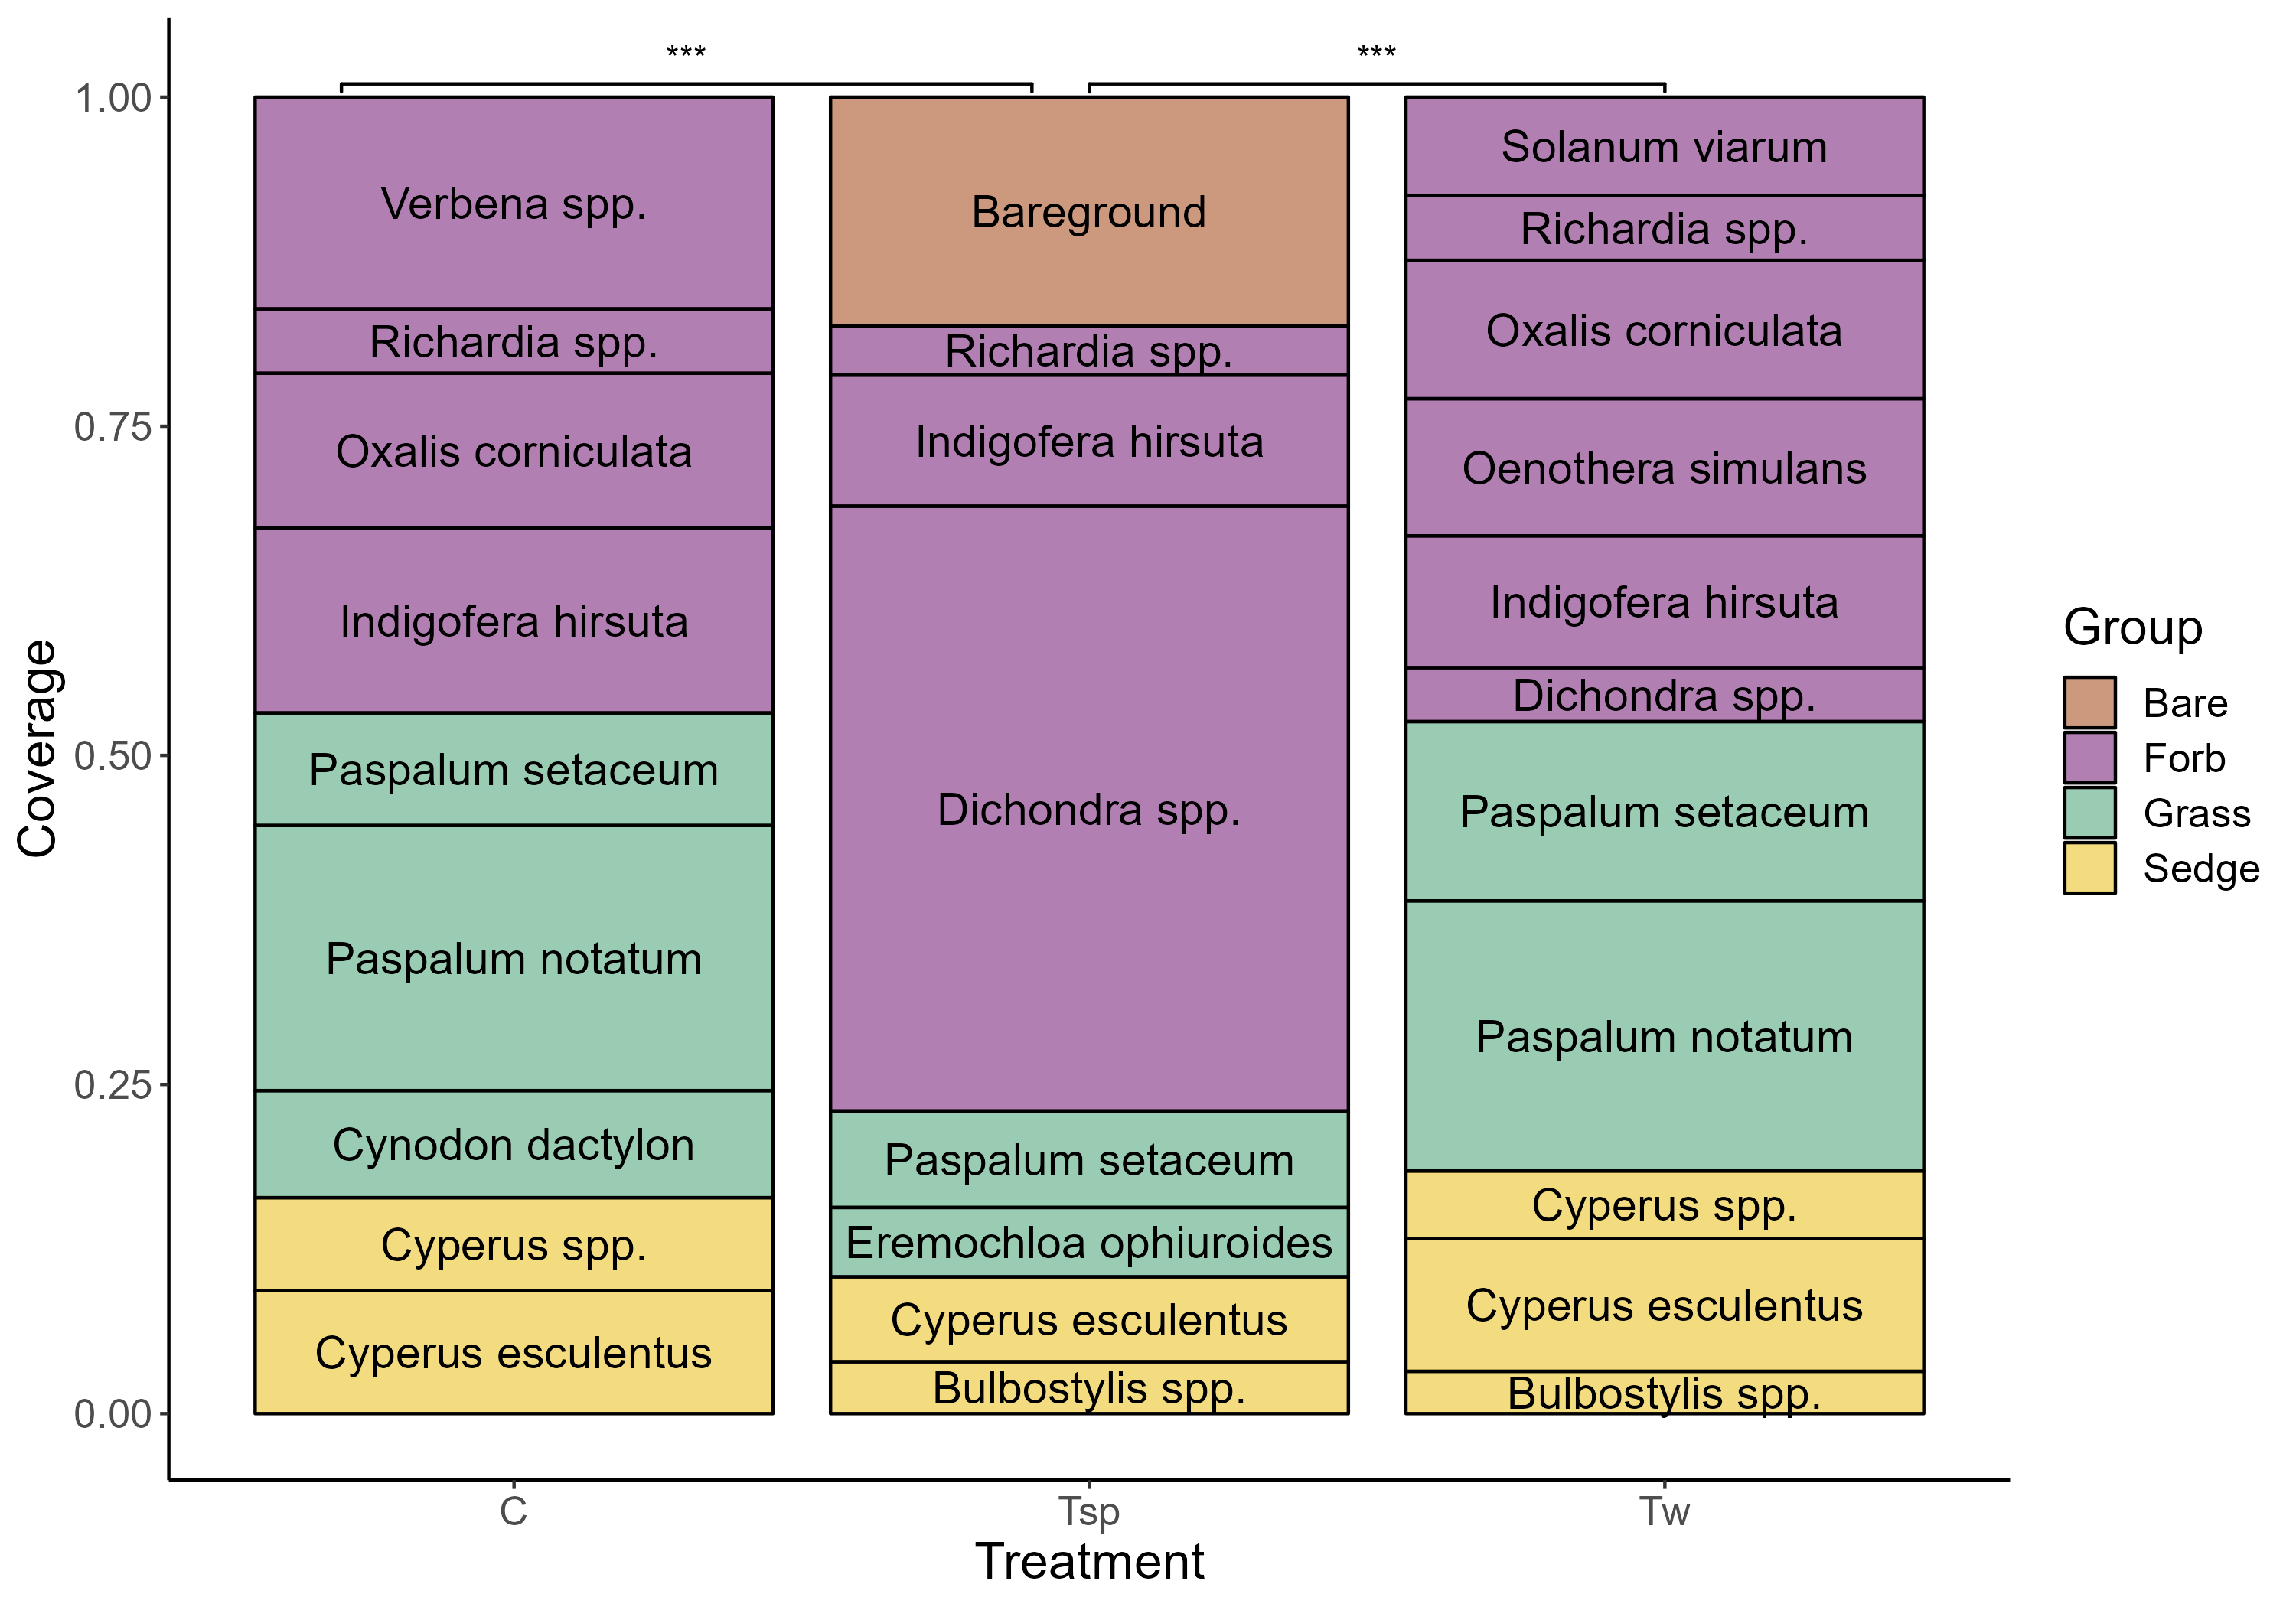 ***
***
1.00
0.75
0.50
0.25
0.00
Coverage
Verbena spp.
Richardia spp.
Oxalis corniculata
Indigofera hirsuta
Paspalum setaceum
Paspalum notatum
Cynodon dactylon
Cyperus spp.
Cyperus esculentus
Bareground
Richardia spp.
Indigofera hirsuta
Dichondra spp.
Paspalum setaceum
Eremochloa ophiuroides
Cyperus esculentus
Bulbostylis spp.
Solanum viarum
Richardia spp.
Oxalis corniculata
Oenothera simulans
Indigofera hirsuta
Dichondra spp.
Paspalum setaceum
Paspalum notatum
Cyperus spp.
Cyperus esculentus
Bulbostylis spp.
C
Tsp
Tw
Treatment
Group
Bare
Forb
Grass
Sedge